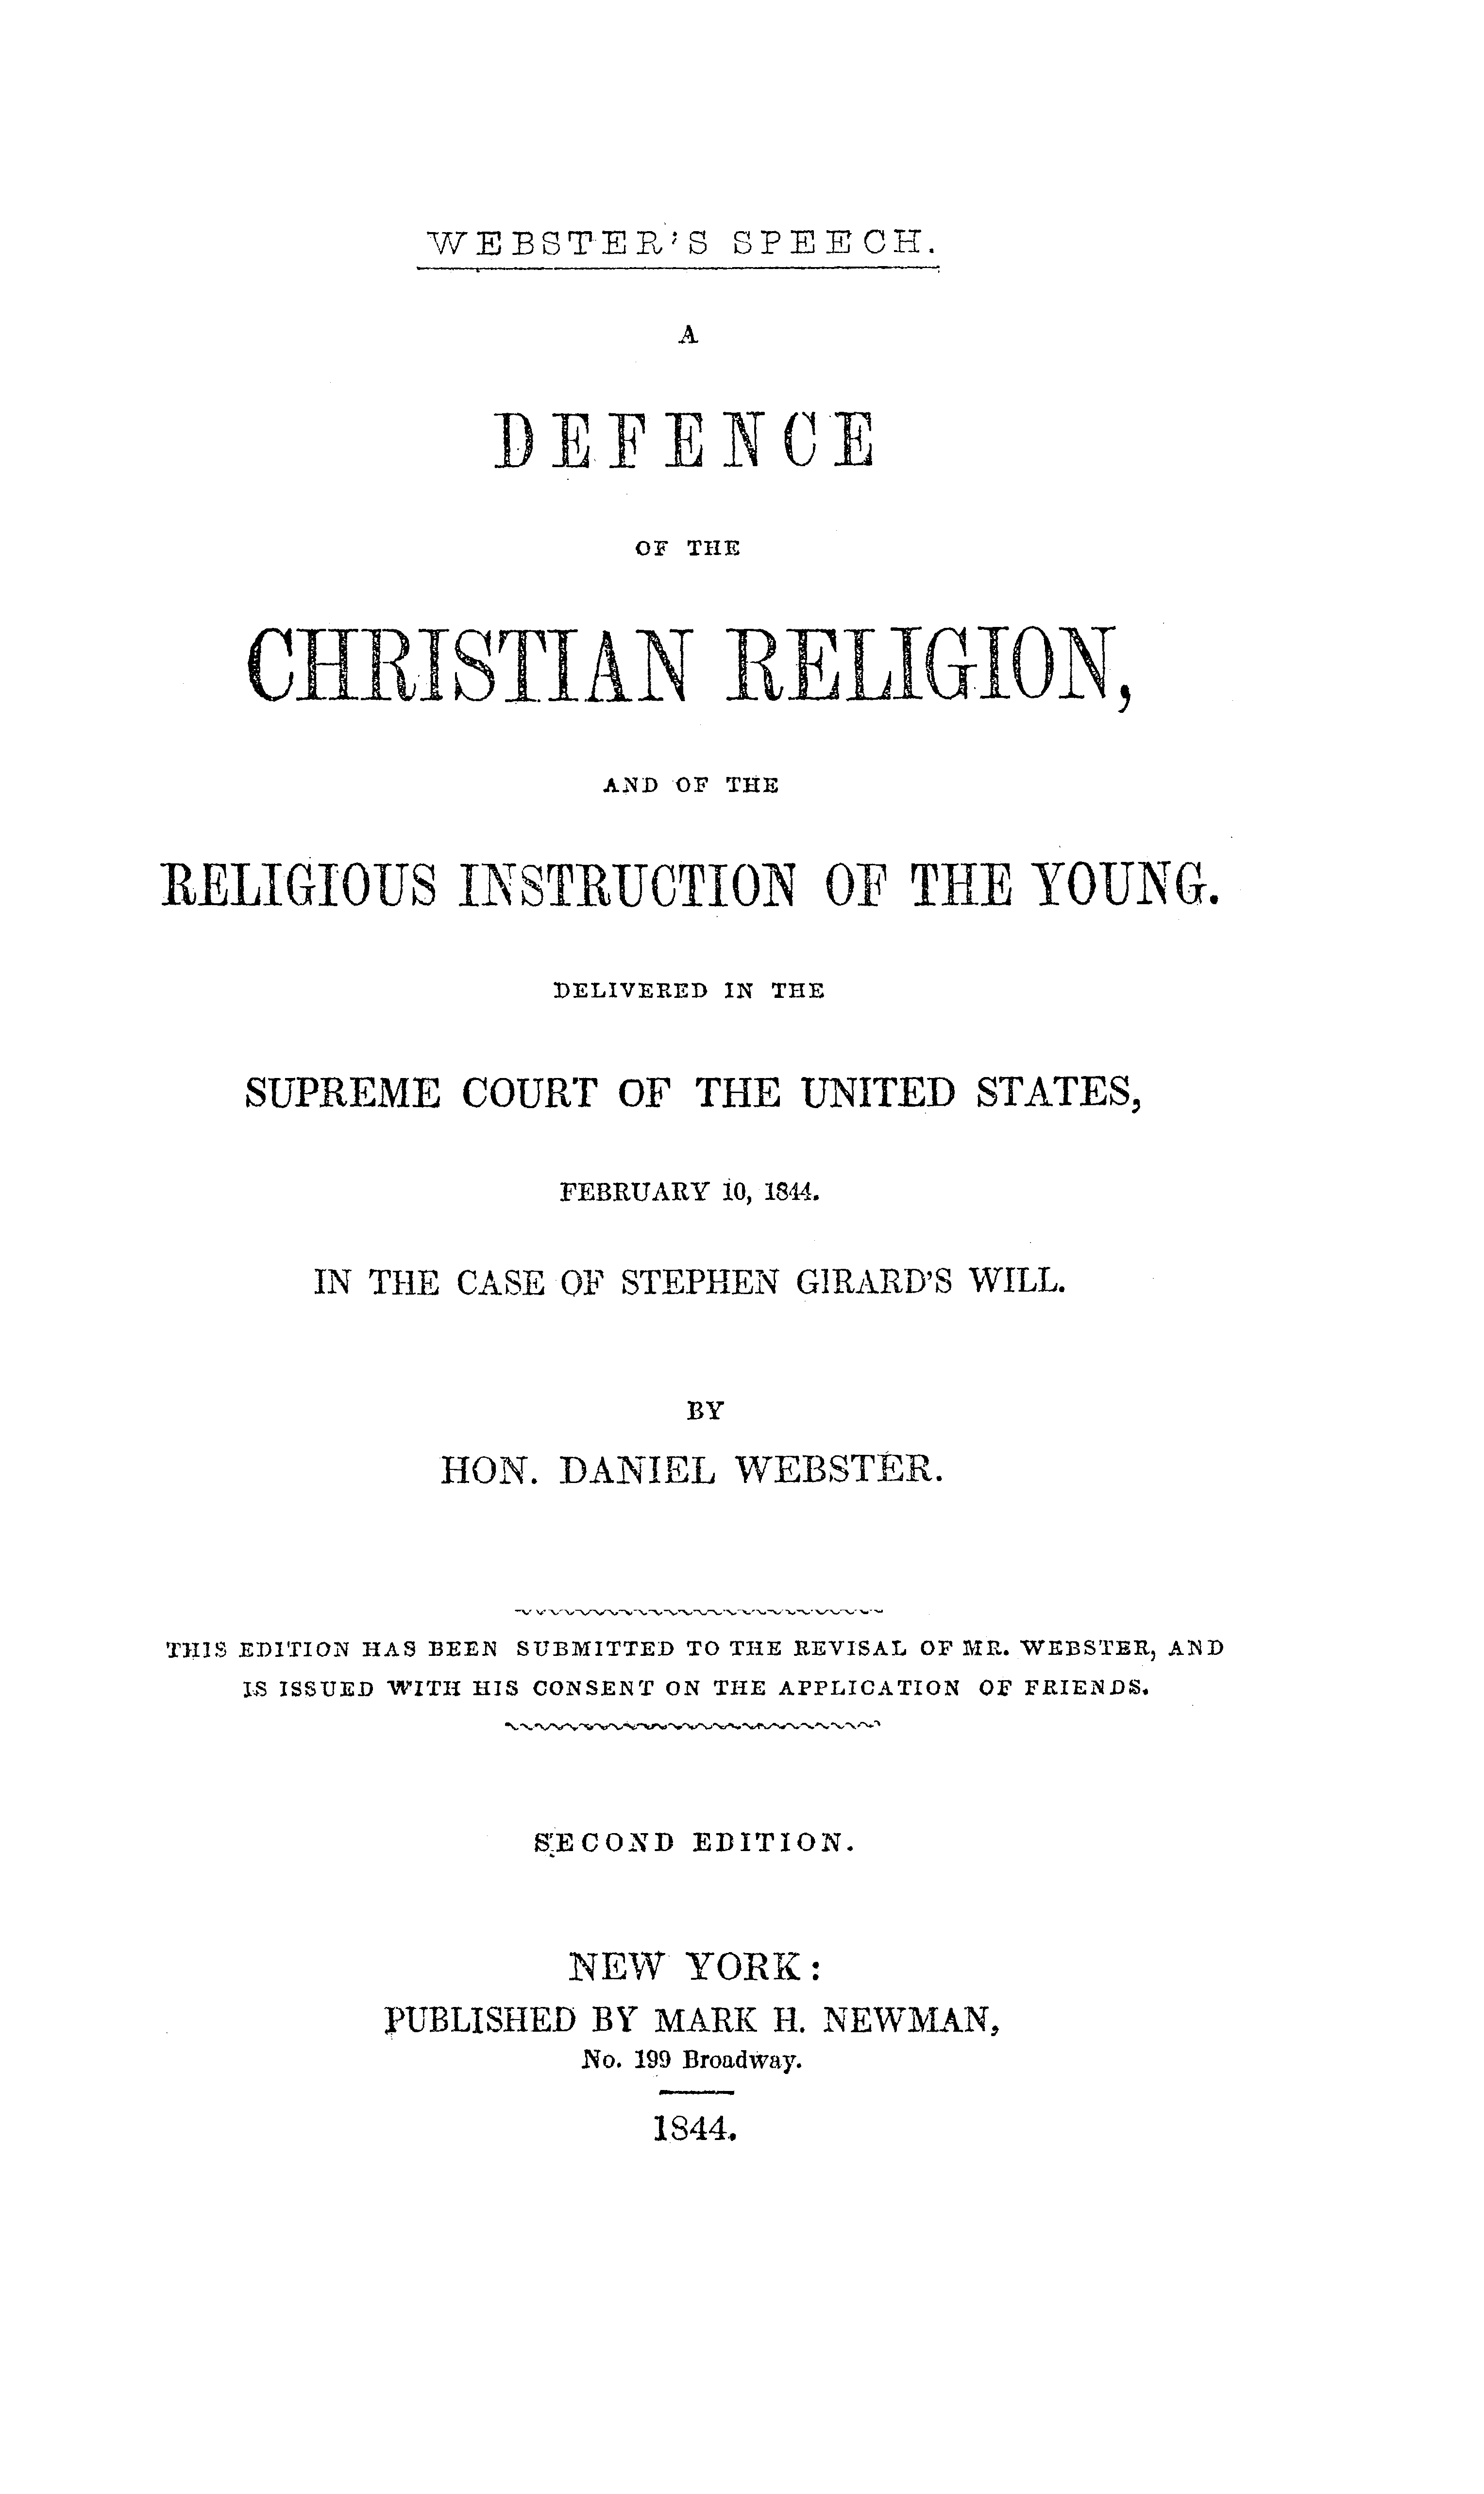 WEBSTER'S SPEECH.
A
DEFENCE
OF THE
CHRISTIAN RELIGION,
AND OF THE
RELIGIOUS INSTRUCTION OF THE YOUNG.
DELIVERED IN THE
SUPREME COURT OF THE UNITED STATES,
FEBRUARY 10, 1844.
IN THE CASE OF STEPHEN GIRARD'S WILL.
BY
HON. DANIEL WEBSTER.
THIS EDITION HAS BEEN SUBMITTED TO THE REVISAL OF MR. WEBSTER, AND
IS ISSUED WITH HIS CONSENT ON THE APPLICATION OF FRIENDS.
SECOND EDITION.
NEW YORK:
PUBLISHED BY MARK H. NEWMAN,
No. 199 Broadway.
1844.